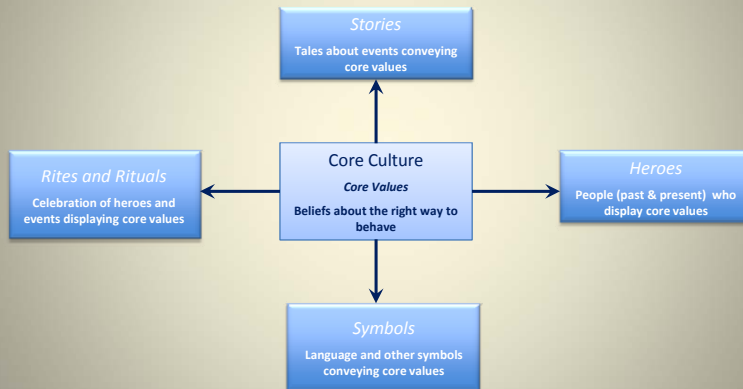 Stories
Tales about events conveying
core values
Rites and Rituals
Celebration of heroes and
events displaying core values
Core Culture
Core Values
Beliefs about the right way to
behave
Heroes
People (past & present) who
display core values
Symbols
Language and other symbols
conveying core values